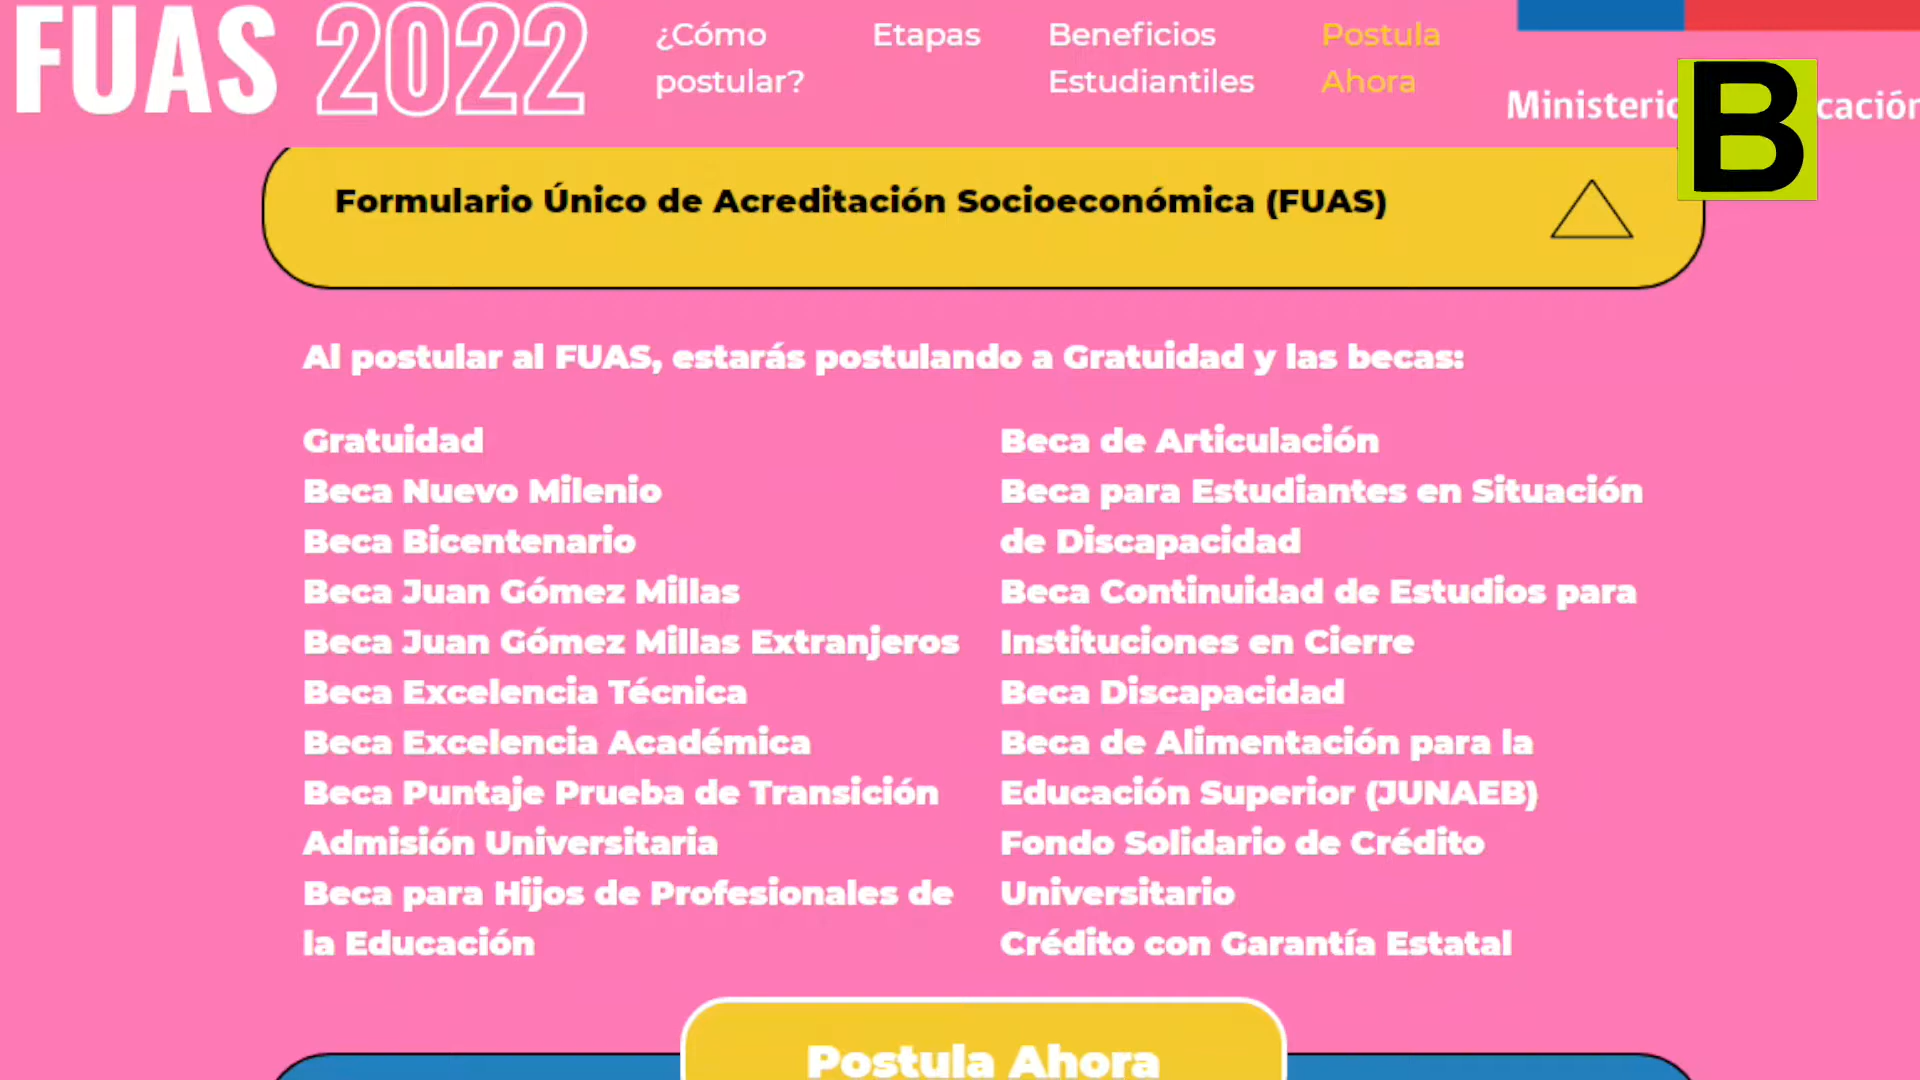 FUAS 2022
¿Cómo
postular?
Etapas
Beneficios
Estudiantiles
Postula
Ahora
B
Formulario Único de Acreditación Socioeconómica (FUAS)
Al postular al FUAS, estarás postulando a Gratuidad y las becas:
Gratuidad
Beca Nuevo Milenio
Beca Bicentenario
Beca Juan Gómez Millas
Beca Juan Gómez Millas Extranjeros
Beca Excelencia Técnica
Beca Excelencia Académica
Beca Puntaje Prueba de Transición
Admisión Universitaria
Beca para Hijos de Profesionales de
la Educación
Beca de Articulación
Beca para Estudiantes en Situación
de Discapacidad
Beca Continuidad de Estudios para
Instituciones en Cierre
Beca Discapacidad
Beca de Alimentación para la
Educación Superior (JUNAEB)
Fondo Solidario de Crédito
Universitario
Crédito con Garantía Estatal
Postula Ahora